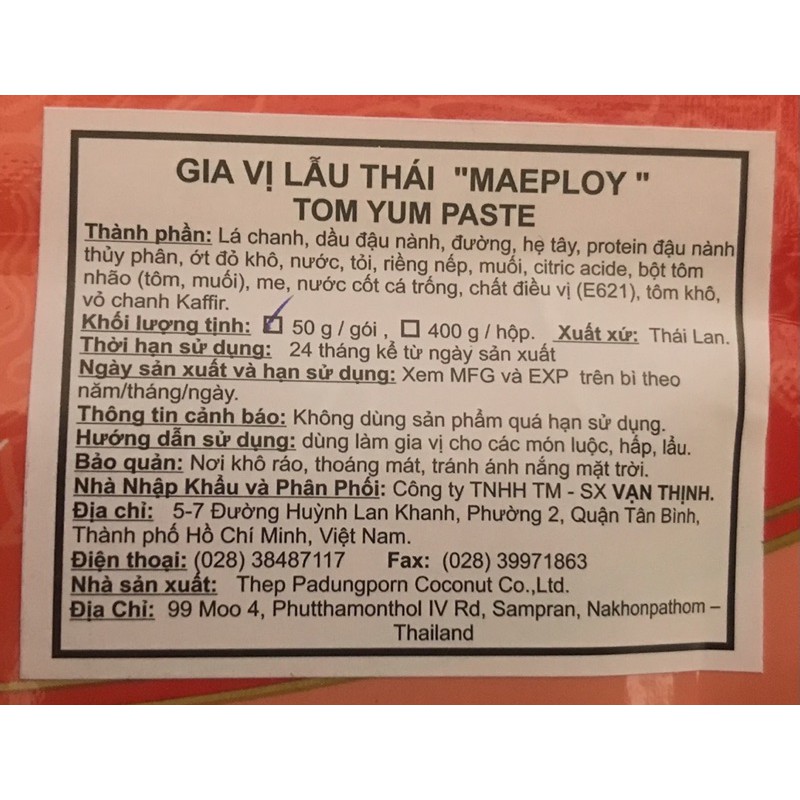 GIA VỊ LẪU THÁI "MAEPLOY "
TOM YUM PASTE
Thành phần: Lá chanh, dầu đậu nành, đường, hẹ tây, protein đậu nành
thủy phân, ớt đỏ khô, nước, tỏi, riềng nếp, muối, citric acide, bột tôm
nhão (tôm, muối), me, nước cốt cá trống, chất điều vị (E621), tôm khô,
vỏ chanh Kaffir.
Khối lượng tịnh: ☑ 50 g / gói , ☐ 400 g / hộp. Xuất xứ: Thái Lan.
Thời hạn sử dụng: 24 tháng kể từ ngày sản xuất
Ngày sản xuất và hạn sử dụng: Xem MFG và EXP trên bì theo
năm/tháng/ngày.
Thông tin cảnh báo: Không dùng sản phẩm quá hạn sử dụng.
Hướng dẫn sử dụng: dùng làm gia vị cho các món luộc, hấp, lẩu.
Bảo quản: Nơi khô ráo, thoáng mát, tránh ánh nắng mặt trời.
Nhà Nhập Khẩu và Phân Phối: Công ty TNHH TM - SX VẠN THỊNH.
Địa chỉ: 5-7 Đường Huỳnh Lan Khanh, Phường 2, Quận Tân Bình,
Thành phố Hồ Chí Minh, Việt Nam.
Điện thoại: (028) 38487117 Fax: (028) 39971863
Nhà sản xuất: Thep Padungporn Coconut Co.,Ltd.
Địa Chỉ: 99 Moo 4, Phutthamonthol IV Rd, Sampran, Nakhonpathom –
Thailand